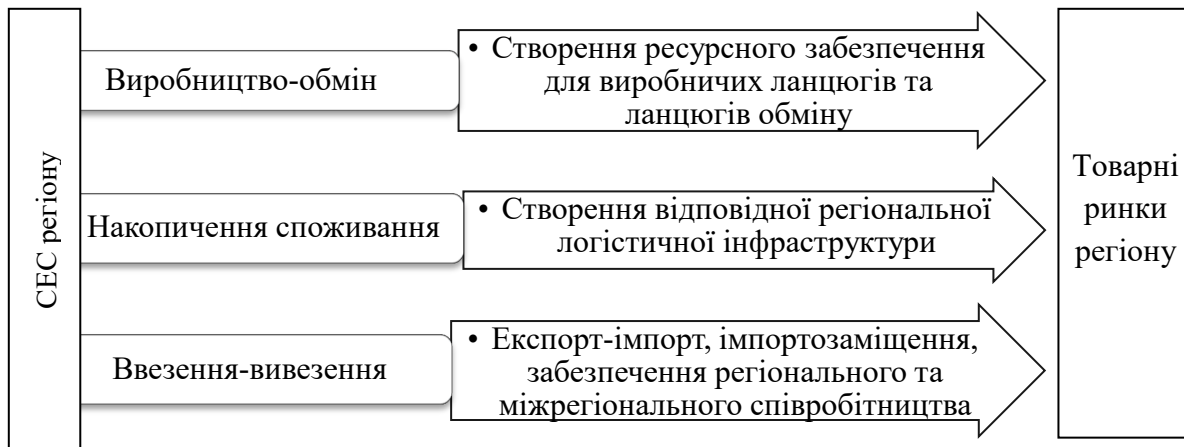 СЕС регіону
Виробництво-обмін
• Створення ресурсного забезпечення
для виробничих ланцюгів та
ланцюгів обміну
Накопичення споживання
• Створення відповідної регіональної
логістичної інфраструктури
Ввезення-вивезення
• Експорт-імпорт, імпортозаміщення,
забезпечення регіонального та
міжрегіонального співробітництва
Товарні
ринки
регіону